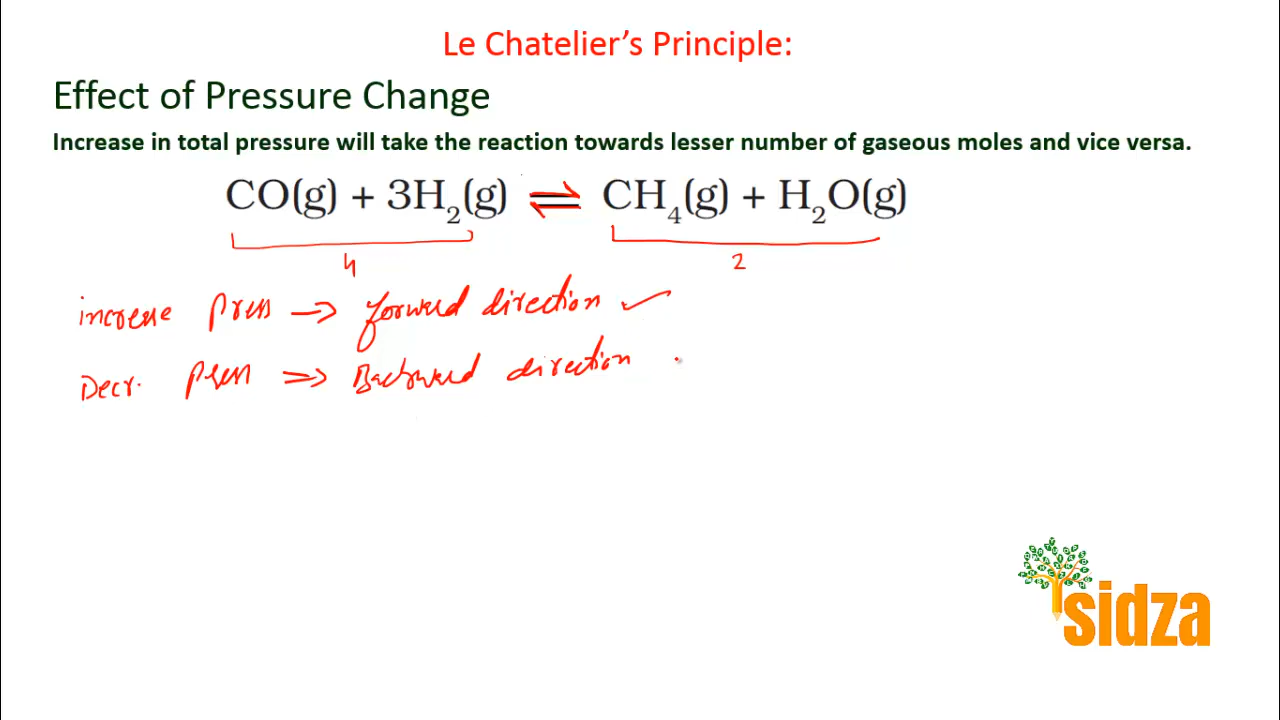 Le Chatelier’s Principle:
Effect of Pressure Change
Increase in total pressure will take the reaction towards lesser number of gaseous moles and vice versa.
CO(g) + 3H₂(g) ⇌ CH₄(g) + H₂O(g)
4 2
increase press → forward direction ✓
Decr. press ⇒ Backward direction
sidza